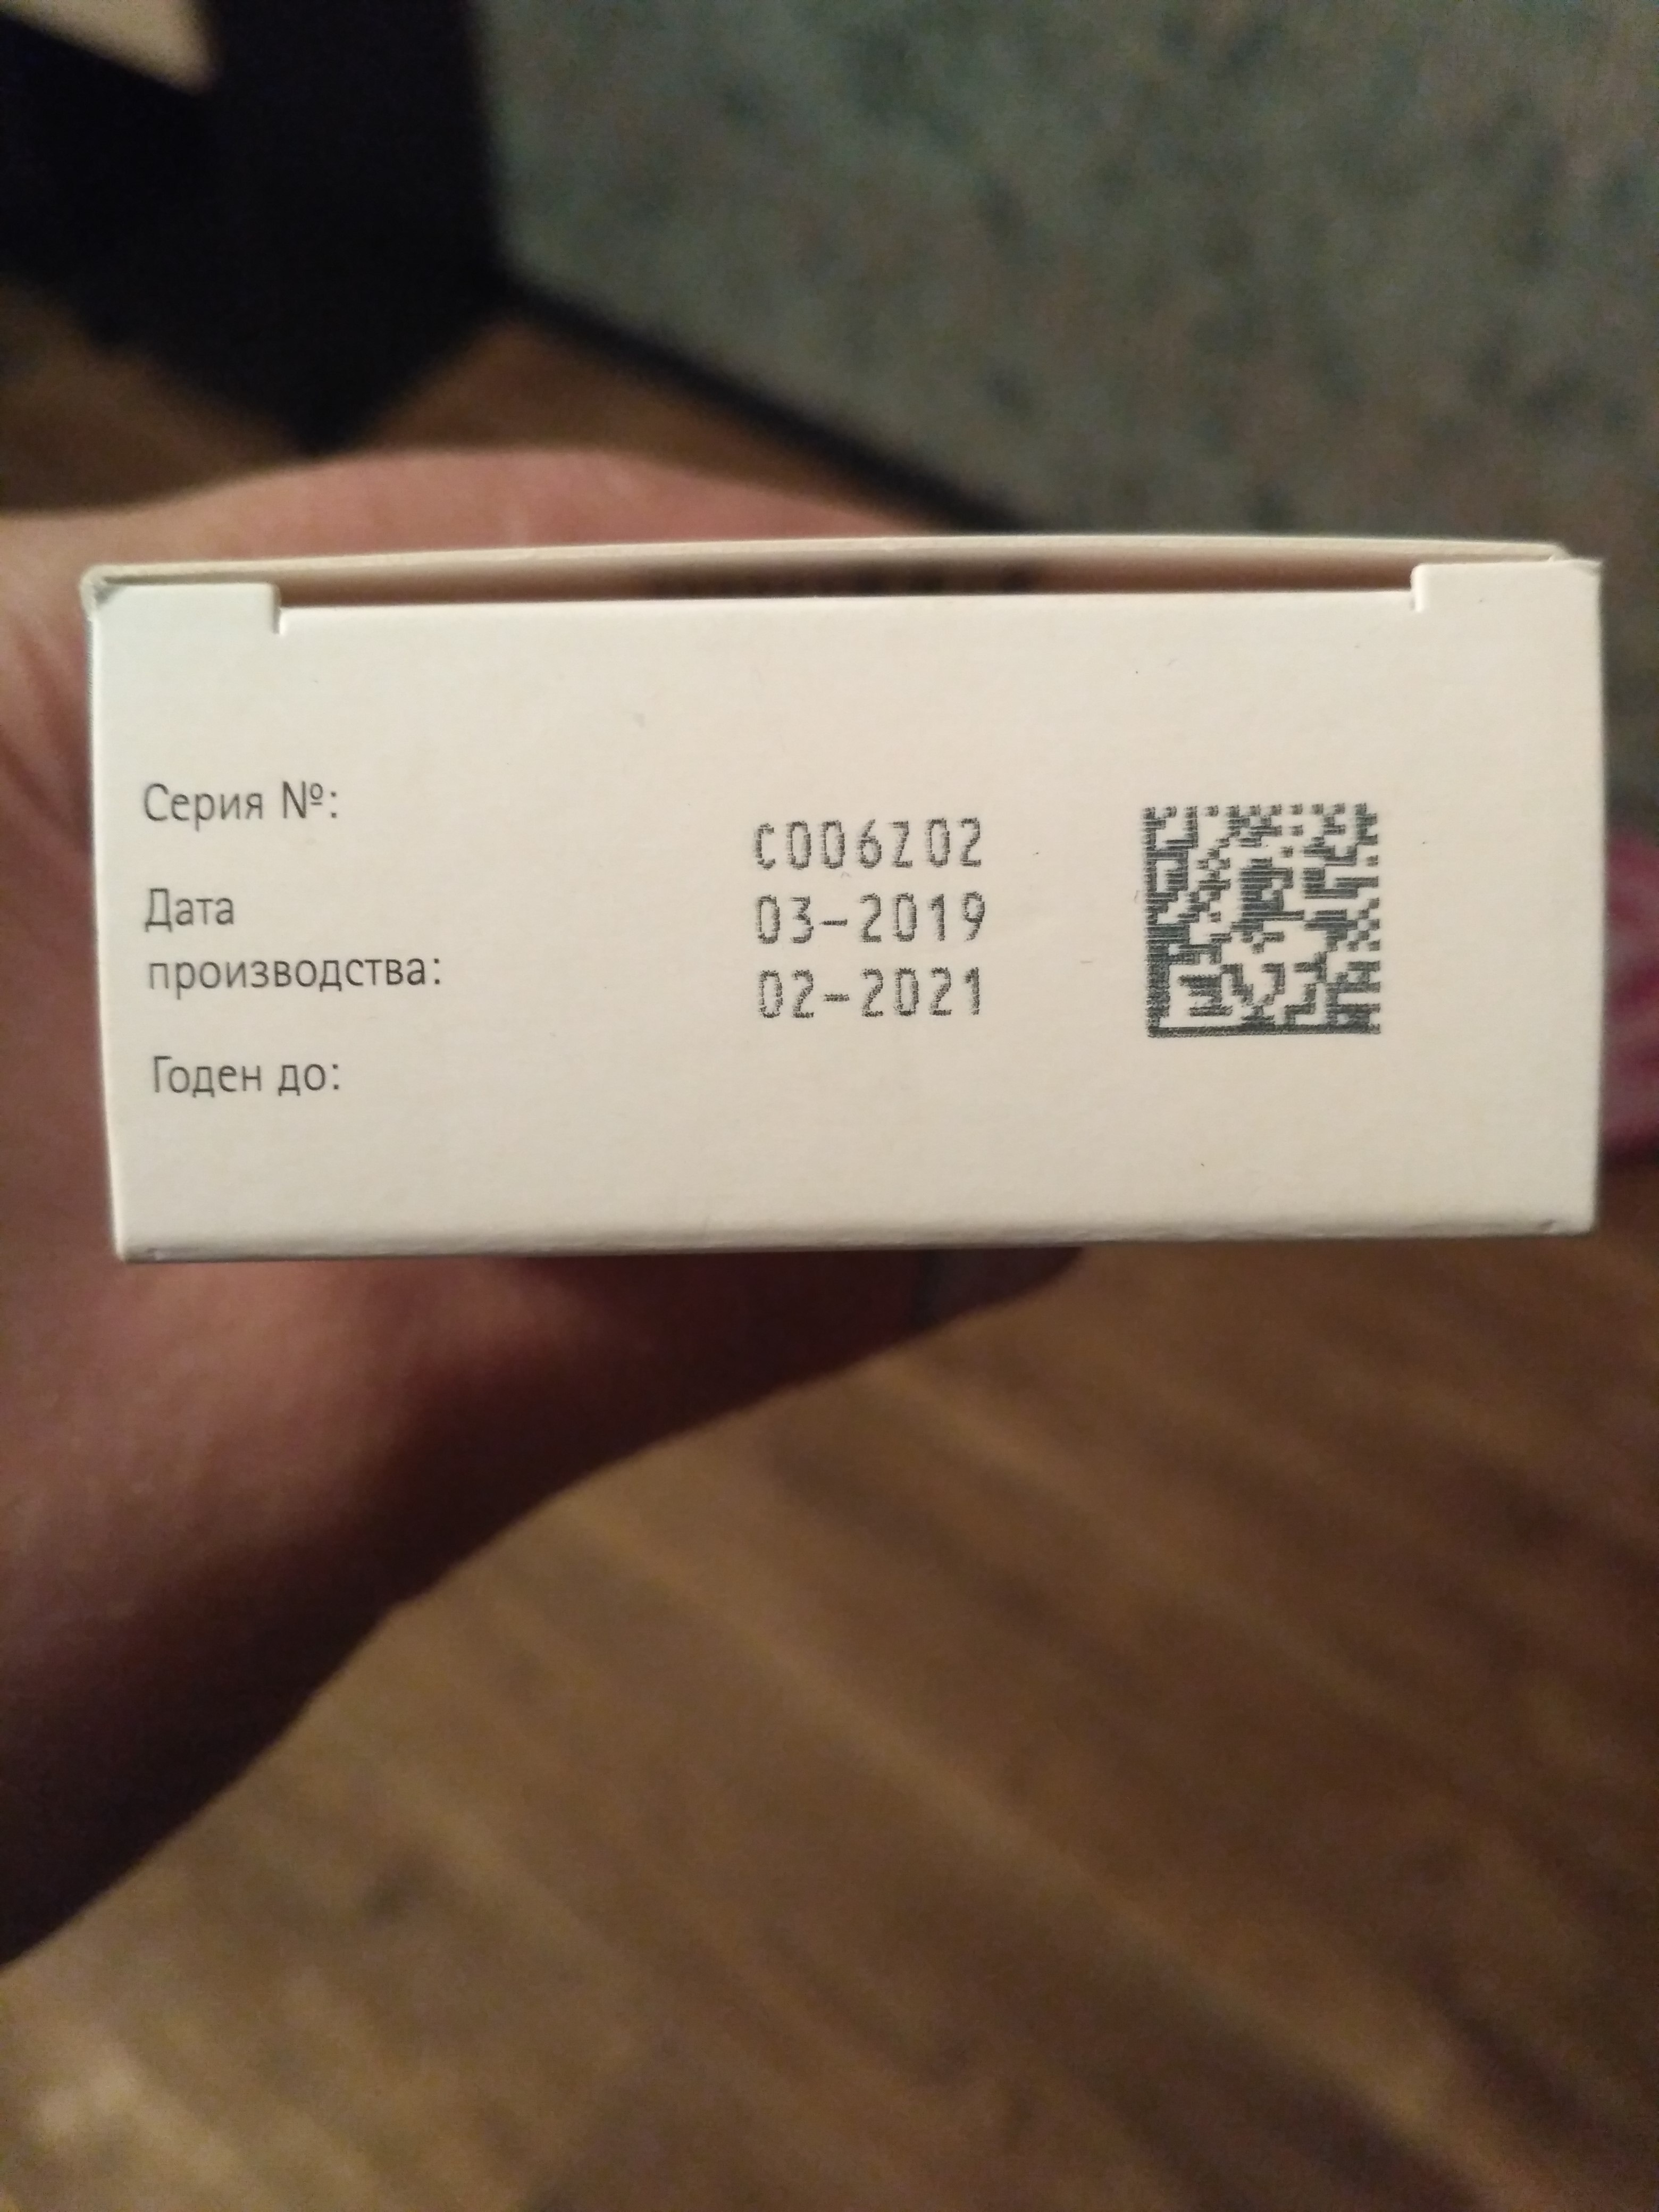 Серия №:
Дата
производства:
Годен до:
C006Z02
03-2019
02-2021